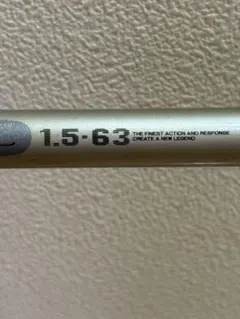 1.5-63
THE FINEST ACTION AND RESPONSE
CREATE A NEW LEGEND